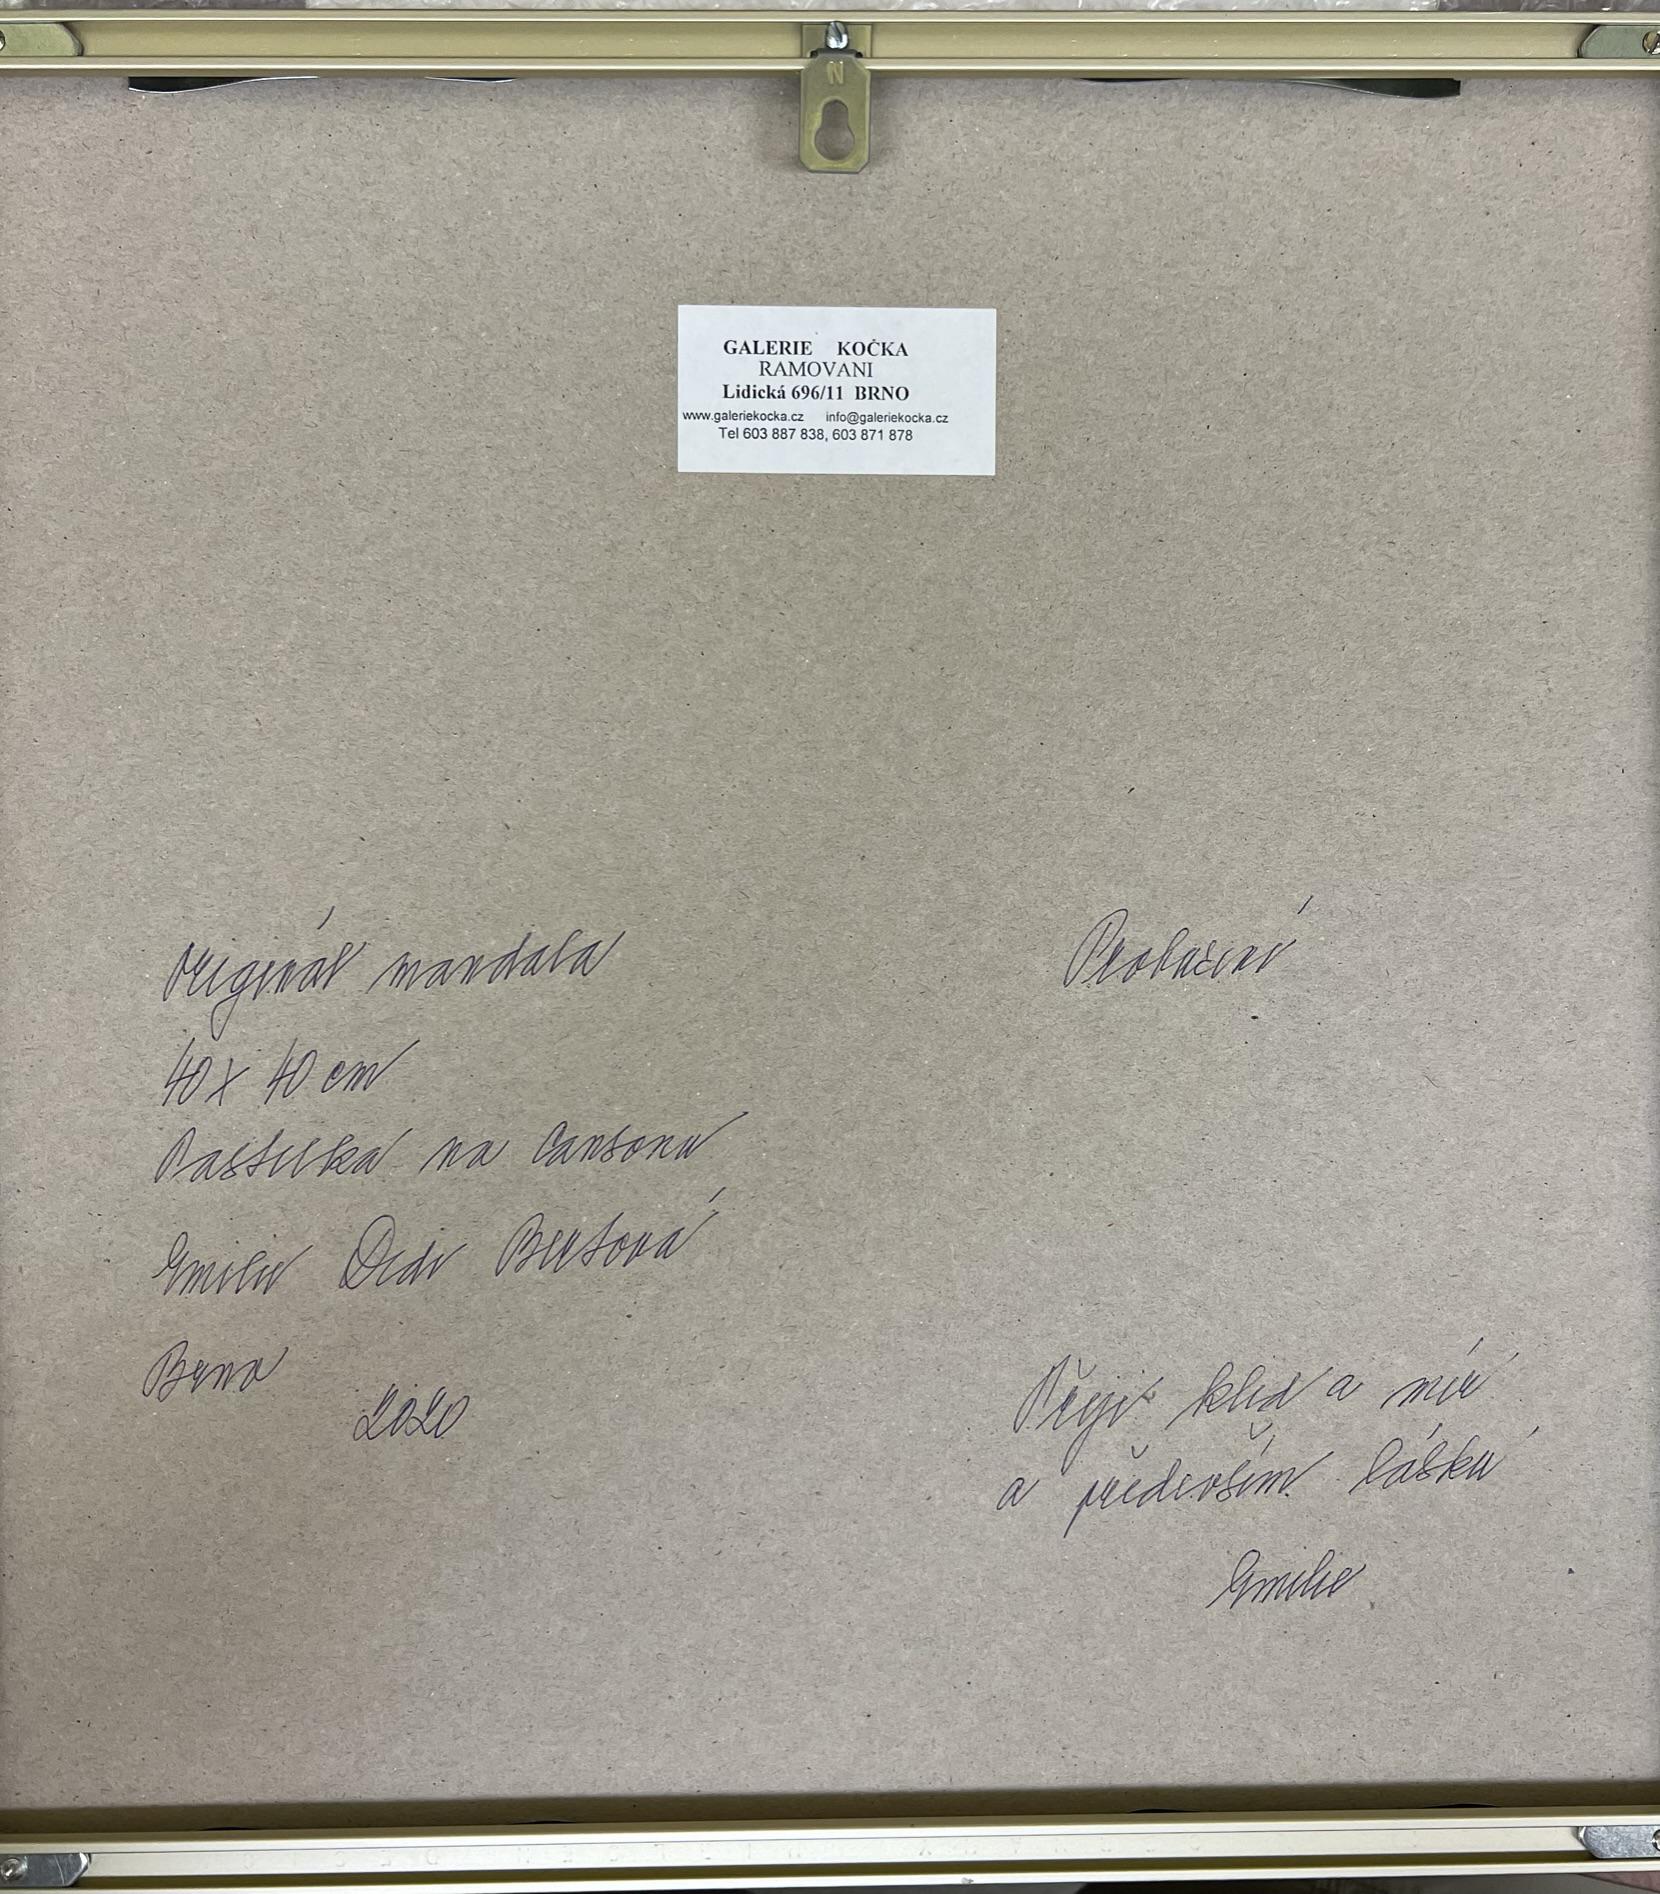 GALERIE KOČKA
RAMOVANI
Lidická 696/11 BRNO
www.galeriekocka.cz info@galeriekocka.cz
Tel 603 887 838, 603 871 878
Originál mandala
40 x 40 cm
Pastelka na Cansonu
Emilie Bertová
Brno
2020
Přeji klid a mír
a především lásku
Emilie